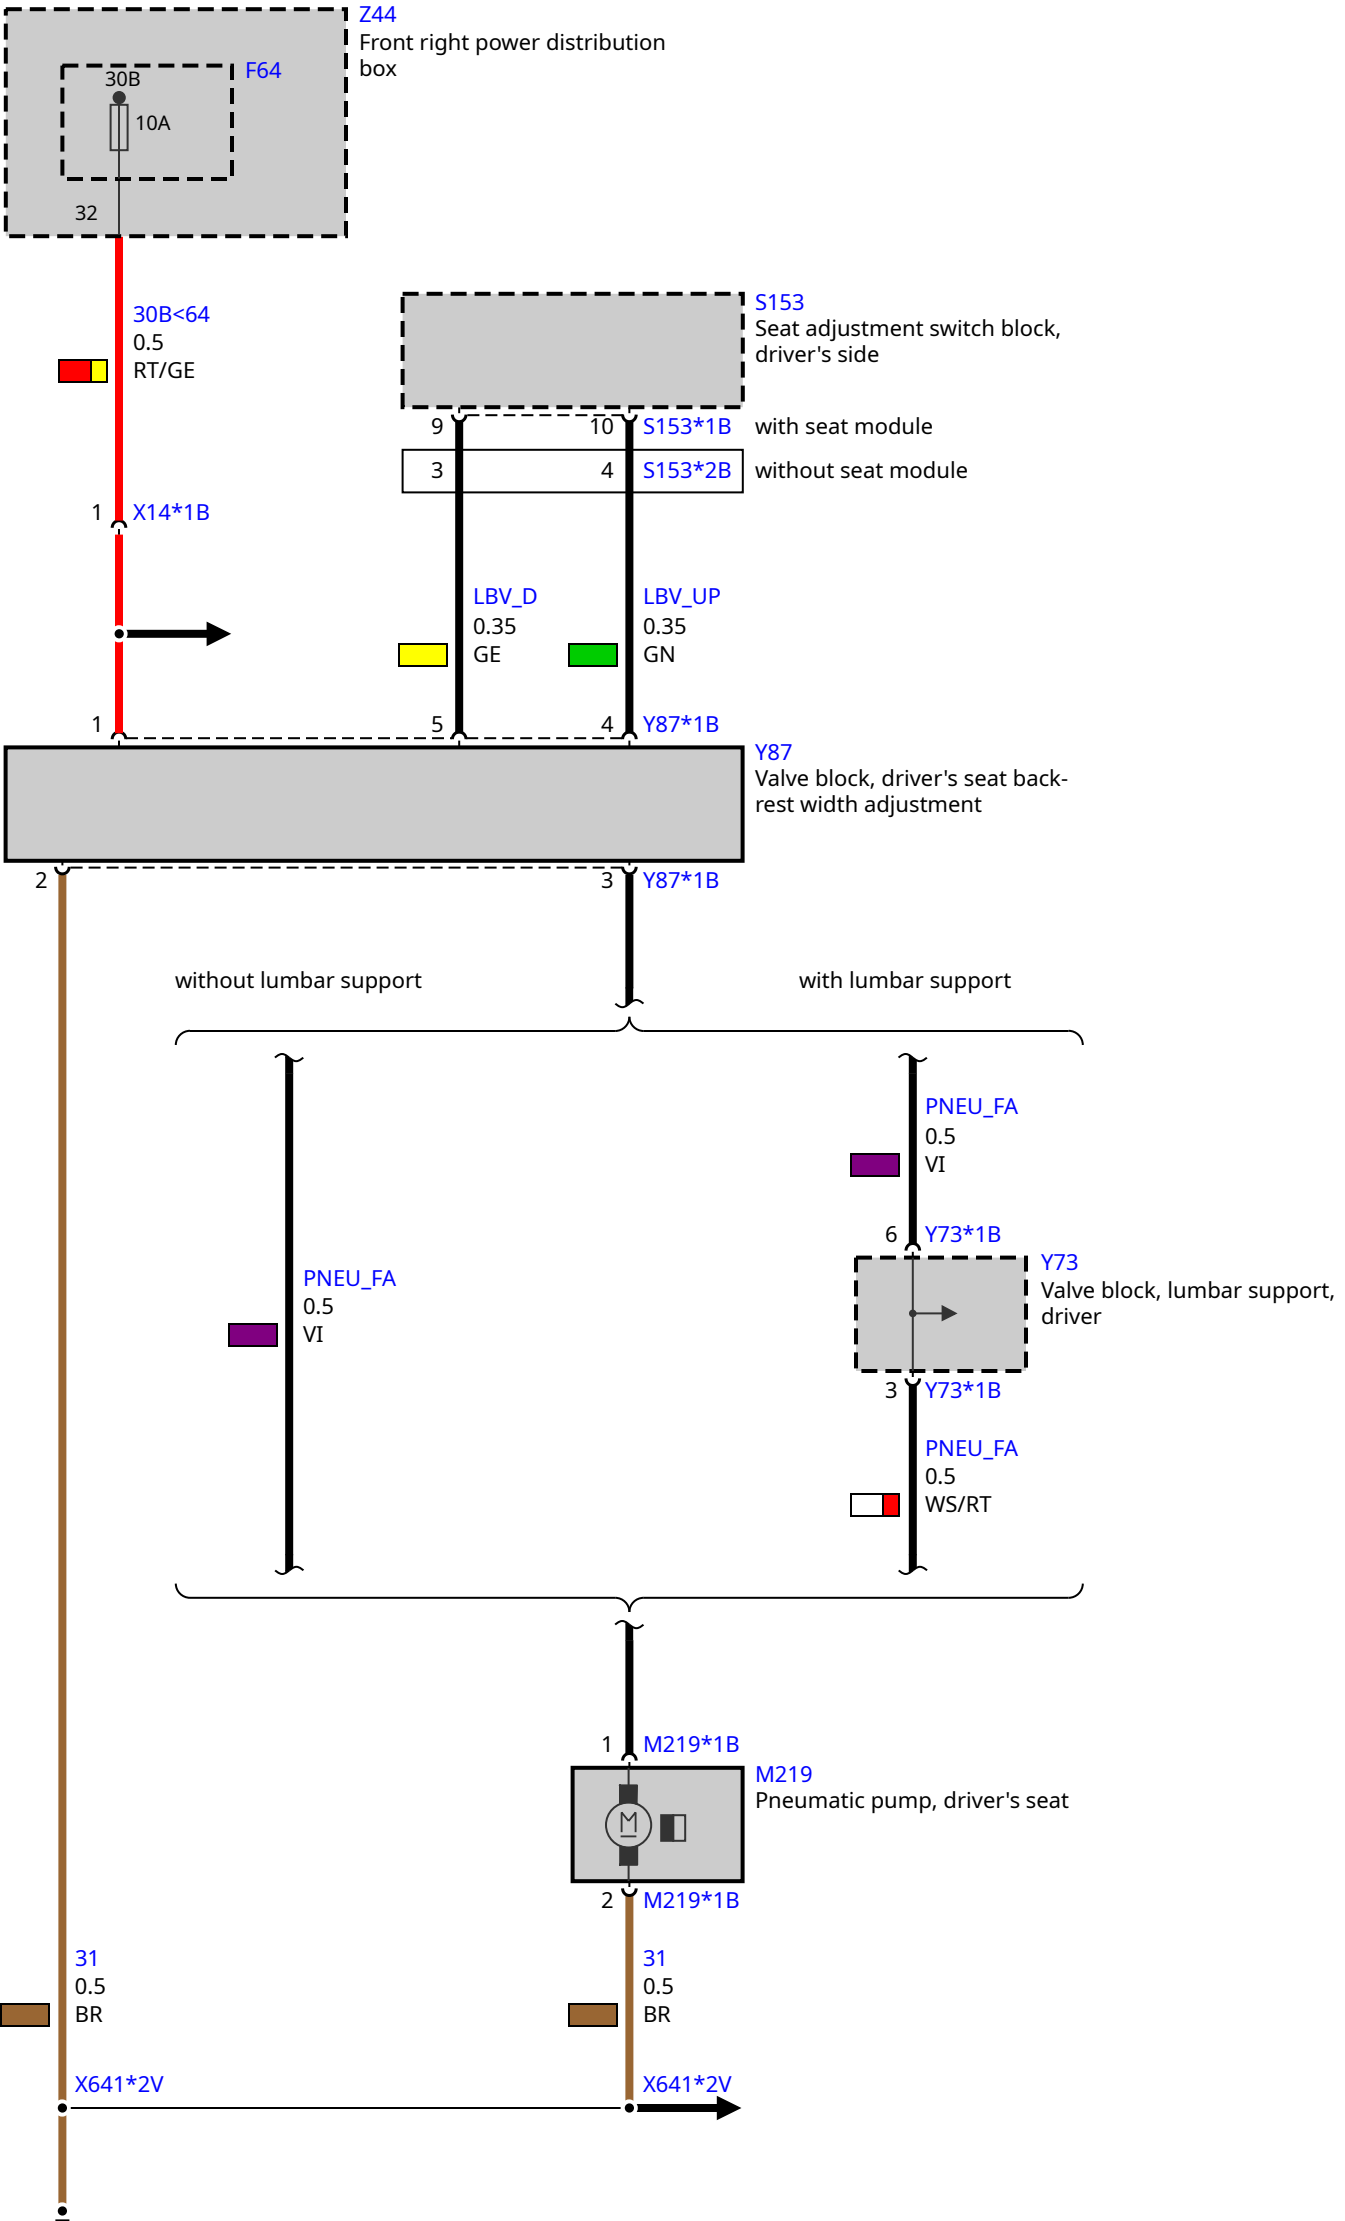 Z44
Front right power distribution
box
F64
30B
10A
32
30B<64
0.5
RT/GE
S153
Seat adjustment switch block,
driver's side
9
10
S153*1B
with seat module
3
4
S153*2B
without seat module
1
X14*1B
LBV_D
0.35
GE
LBV_UP
0.35
GN
1
5
4
Y87*1B
Y87
Valve block, driver's seat back-
rest width adjustment
2
3
Y87*1B
without lumbar support
with lumbar support
PNEU_FA
0.5
VI
6
Y73*1B
Y73
Valve block, lumbar support,
driver
PNEU_FA
0.5
VI
3
Y73*1B
PNEU_FA
0.5
WS/RT
1
M219*1B
M219
Pneumatic pump, driver's seat
M
2
M219*1B
31
0.5
BR
31
0.5
BR
X641*2V
X641*2V